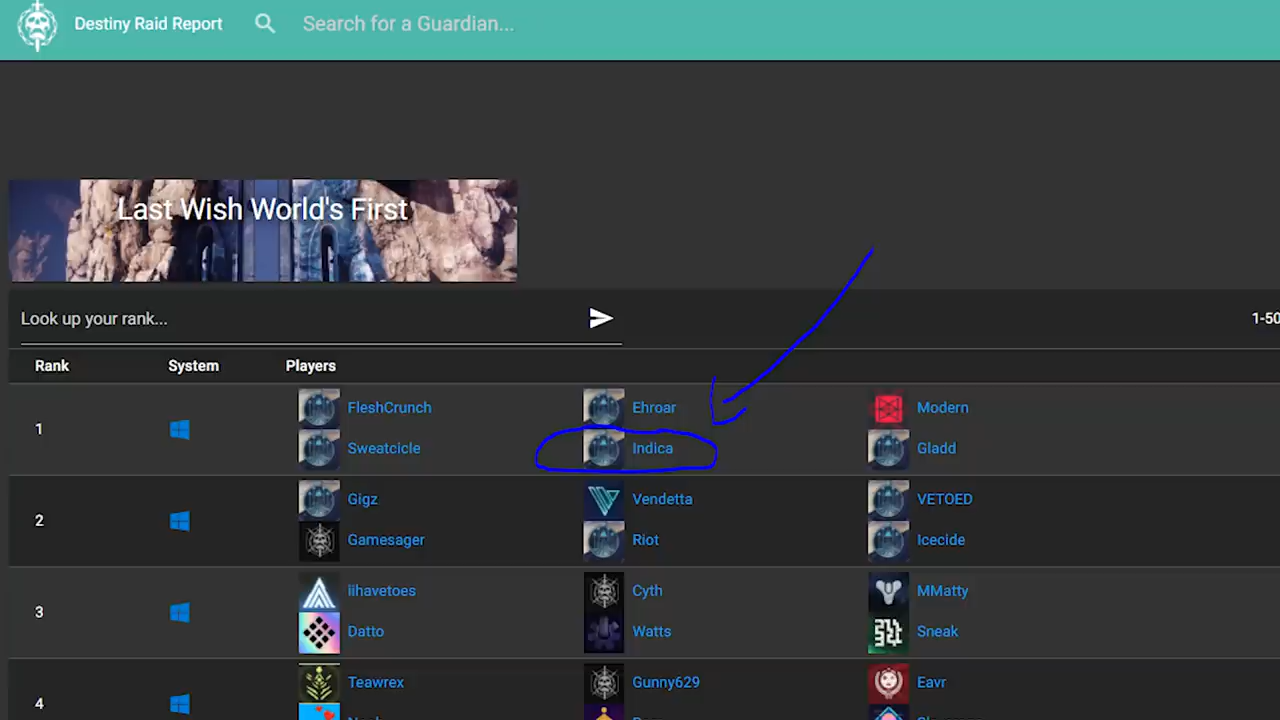 Destiny Raid Report
Search for a Guardian...
Last Wish World's First
Look up your rank...
1-50
Rank System Players
1 FleshCrunch Ehroar Modern
Sweatcicle Indica Gladd
2 Gigz Vendetta VETOED
Gamesager Riot Icecide
3 lihavetoes Cyth MMatty
Datto Watts Sneak
4 Teawrex Gunny629 Eavr